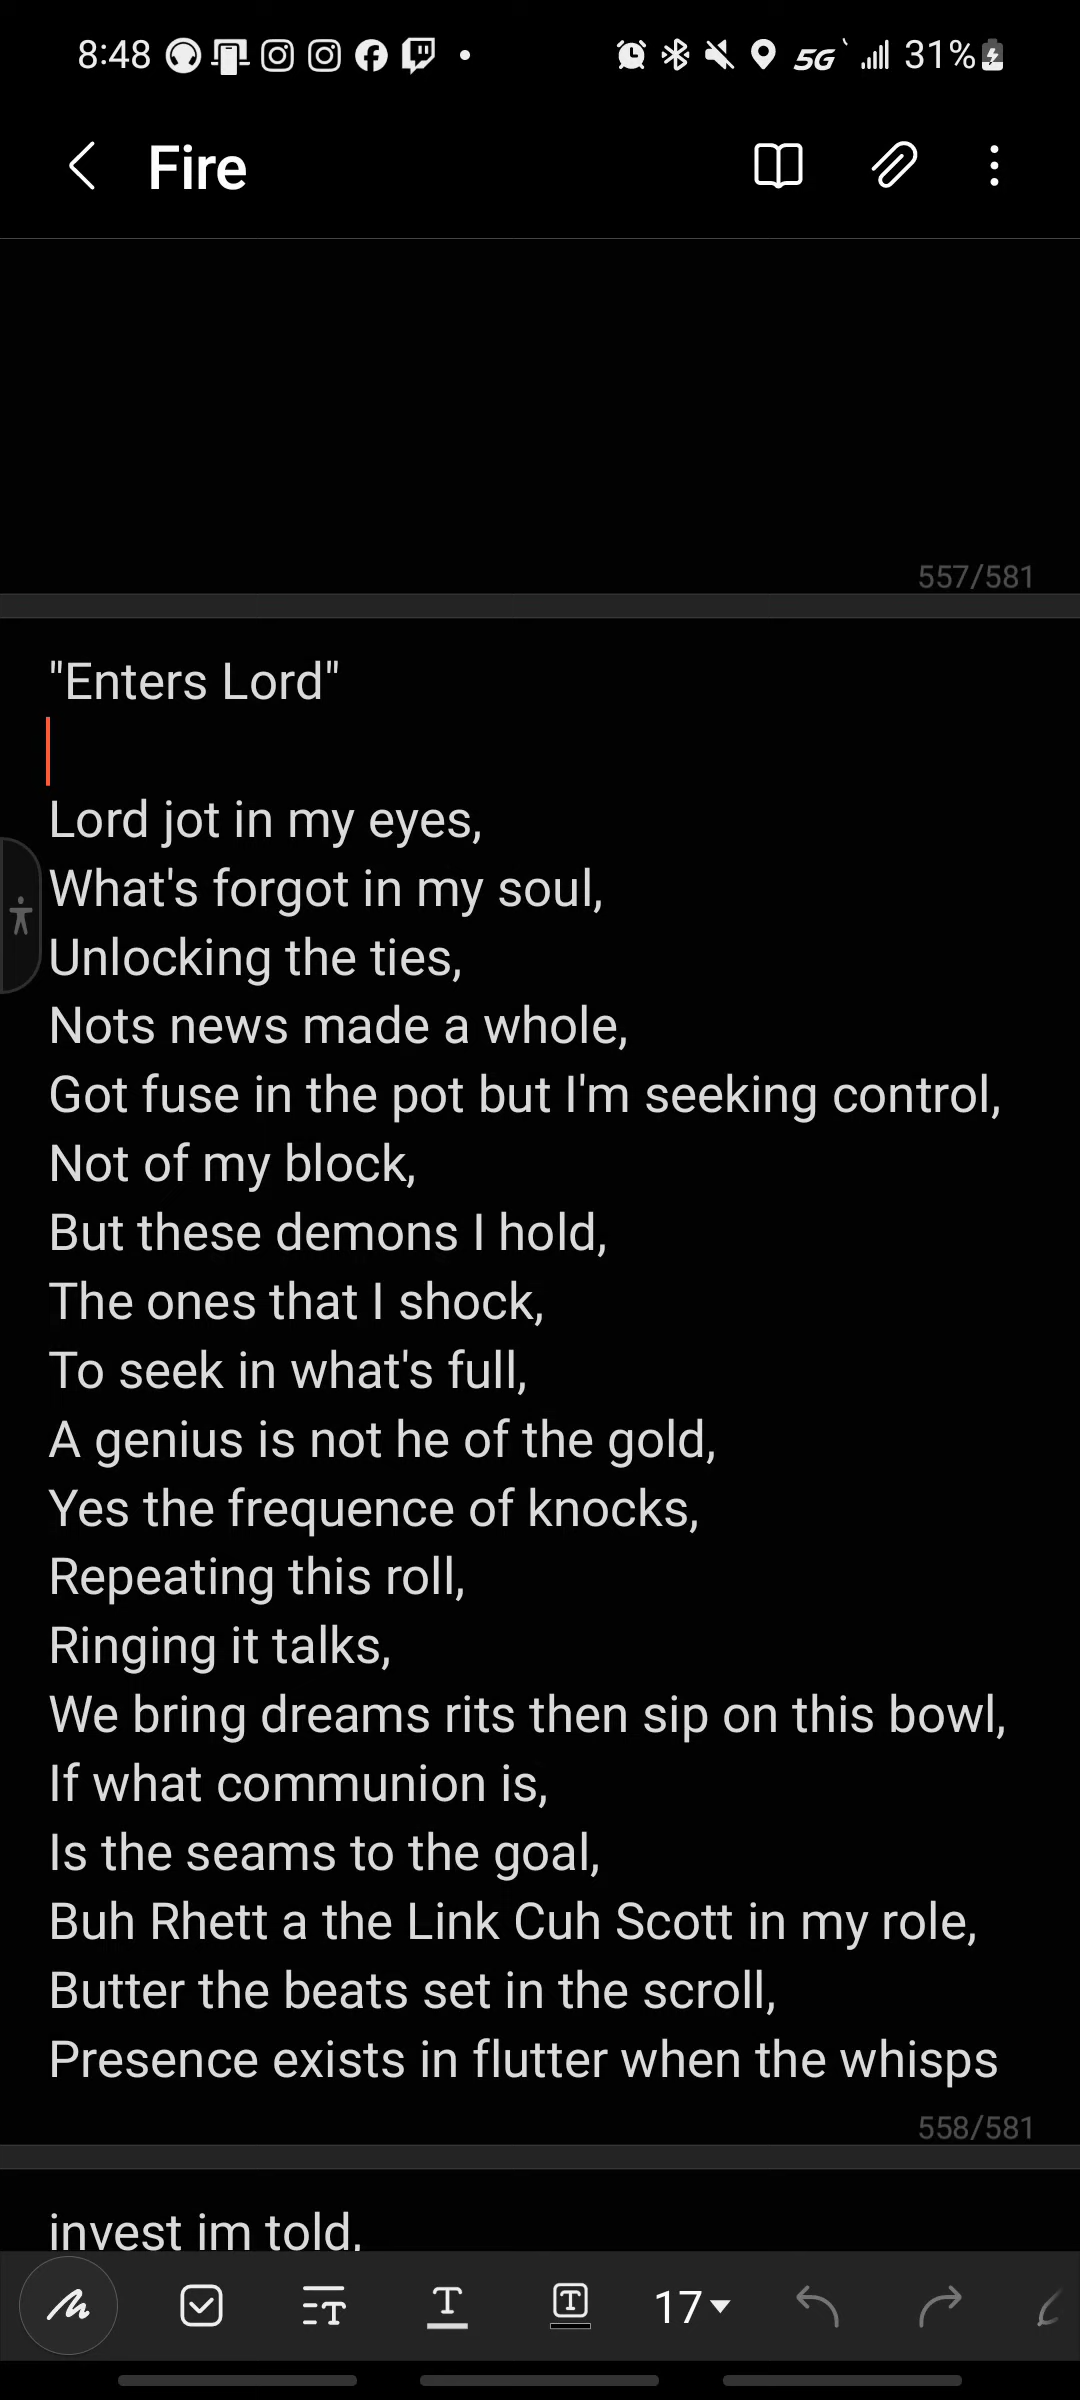 8:48
5G
31%
Fire
557/581
"Enters Lord"
Lord jot in my eyes,
What's forgot in my soul,
Unlocking the ties,
Nots news made a whole,
Got fuse in the pot but I'm seeking control,
Not of my block,
But these demons I hold,
The ones that I shock,
To seek in what's full,
A genius is not he of the gold,
Yes the frequence of knocks,
Repeating this roll,
Ringing it talks,
We bring dreams rits then sip on this bowl,
If what communion is,
Is the seams to the goal,
Buh Rhett a the Link Cuh Scott in my role,
Butter the beats set in the scroll,
Presence exists in flutter when the whisps
558/581
invest im told,
17